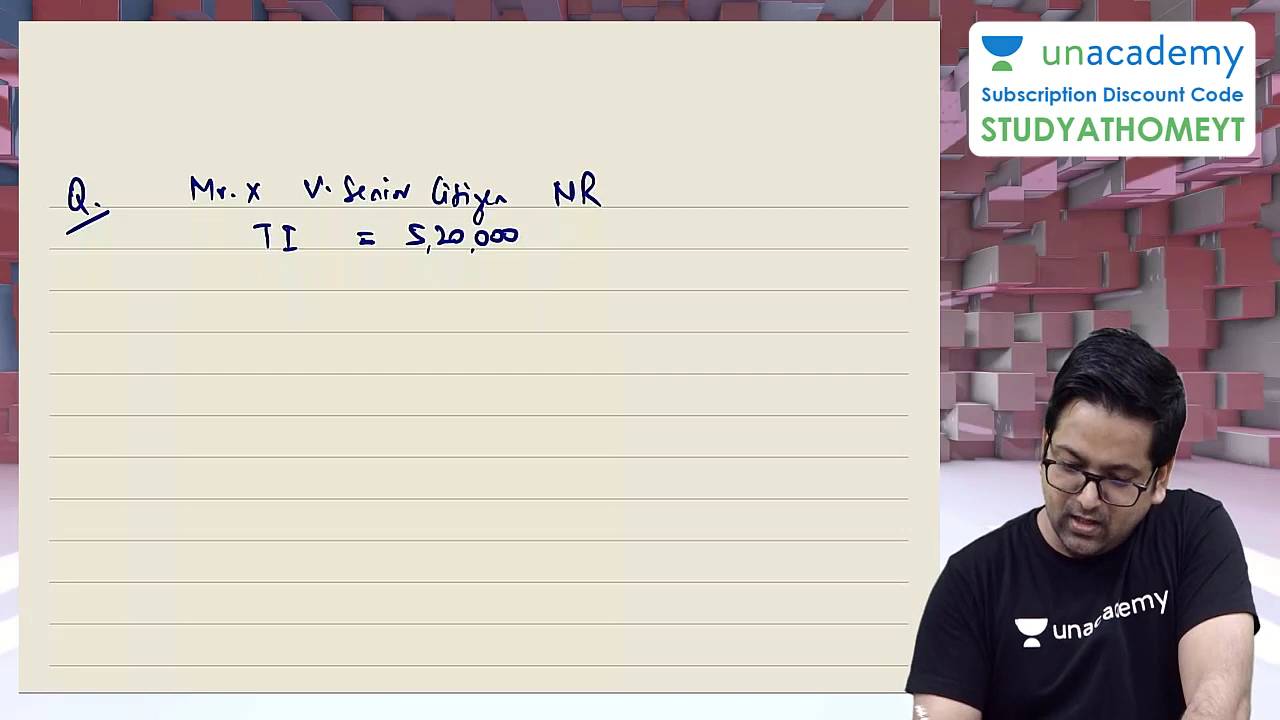 unacademy
Subscription Discount Code
STUDYATHOMEYT
Q. Mr. X V. Senior Citizen NR
TI = 5,20,000
unacademy